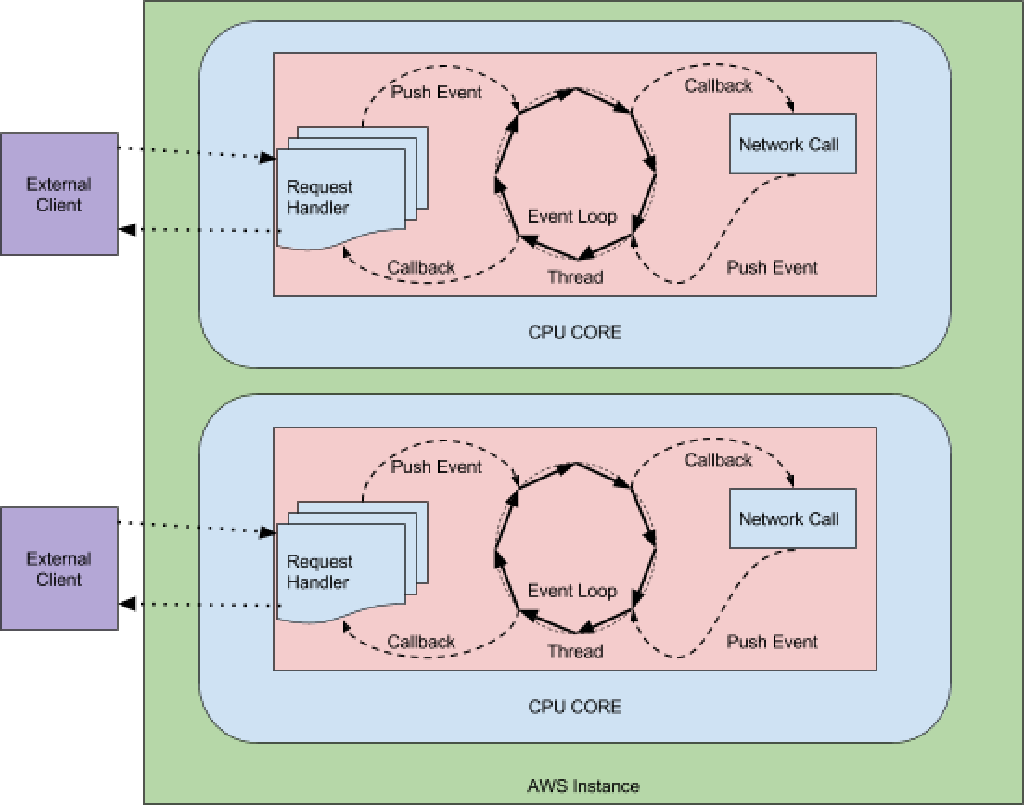 Push Event
Callback
External
Client
Request
Handler
Network Call
Event Loop
Callback
Thread
Push Event
CPU CORE
Push Event
Callback
External
Client
Request
Handler
Network Call
Event Loop
Callback
Thread
Push Event
CPU CORE
AWS Instance